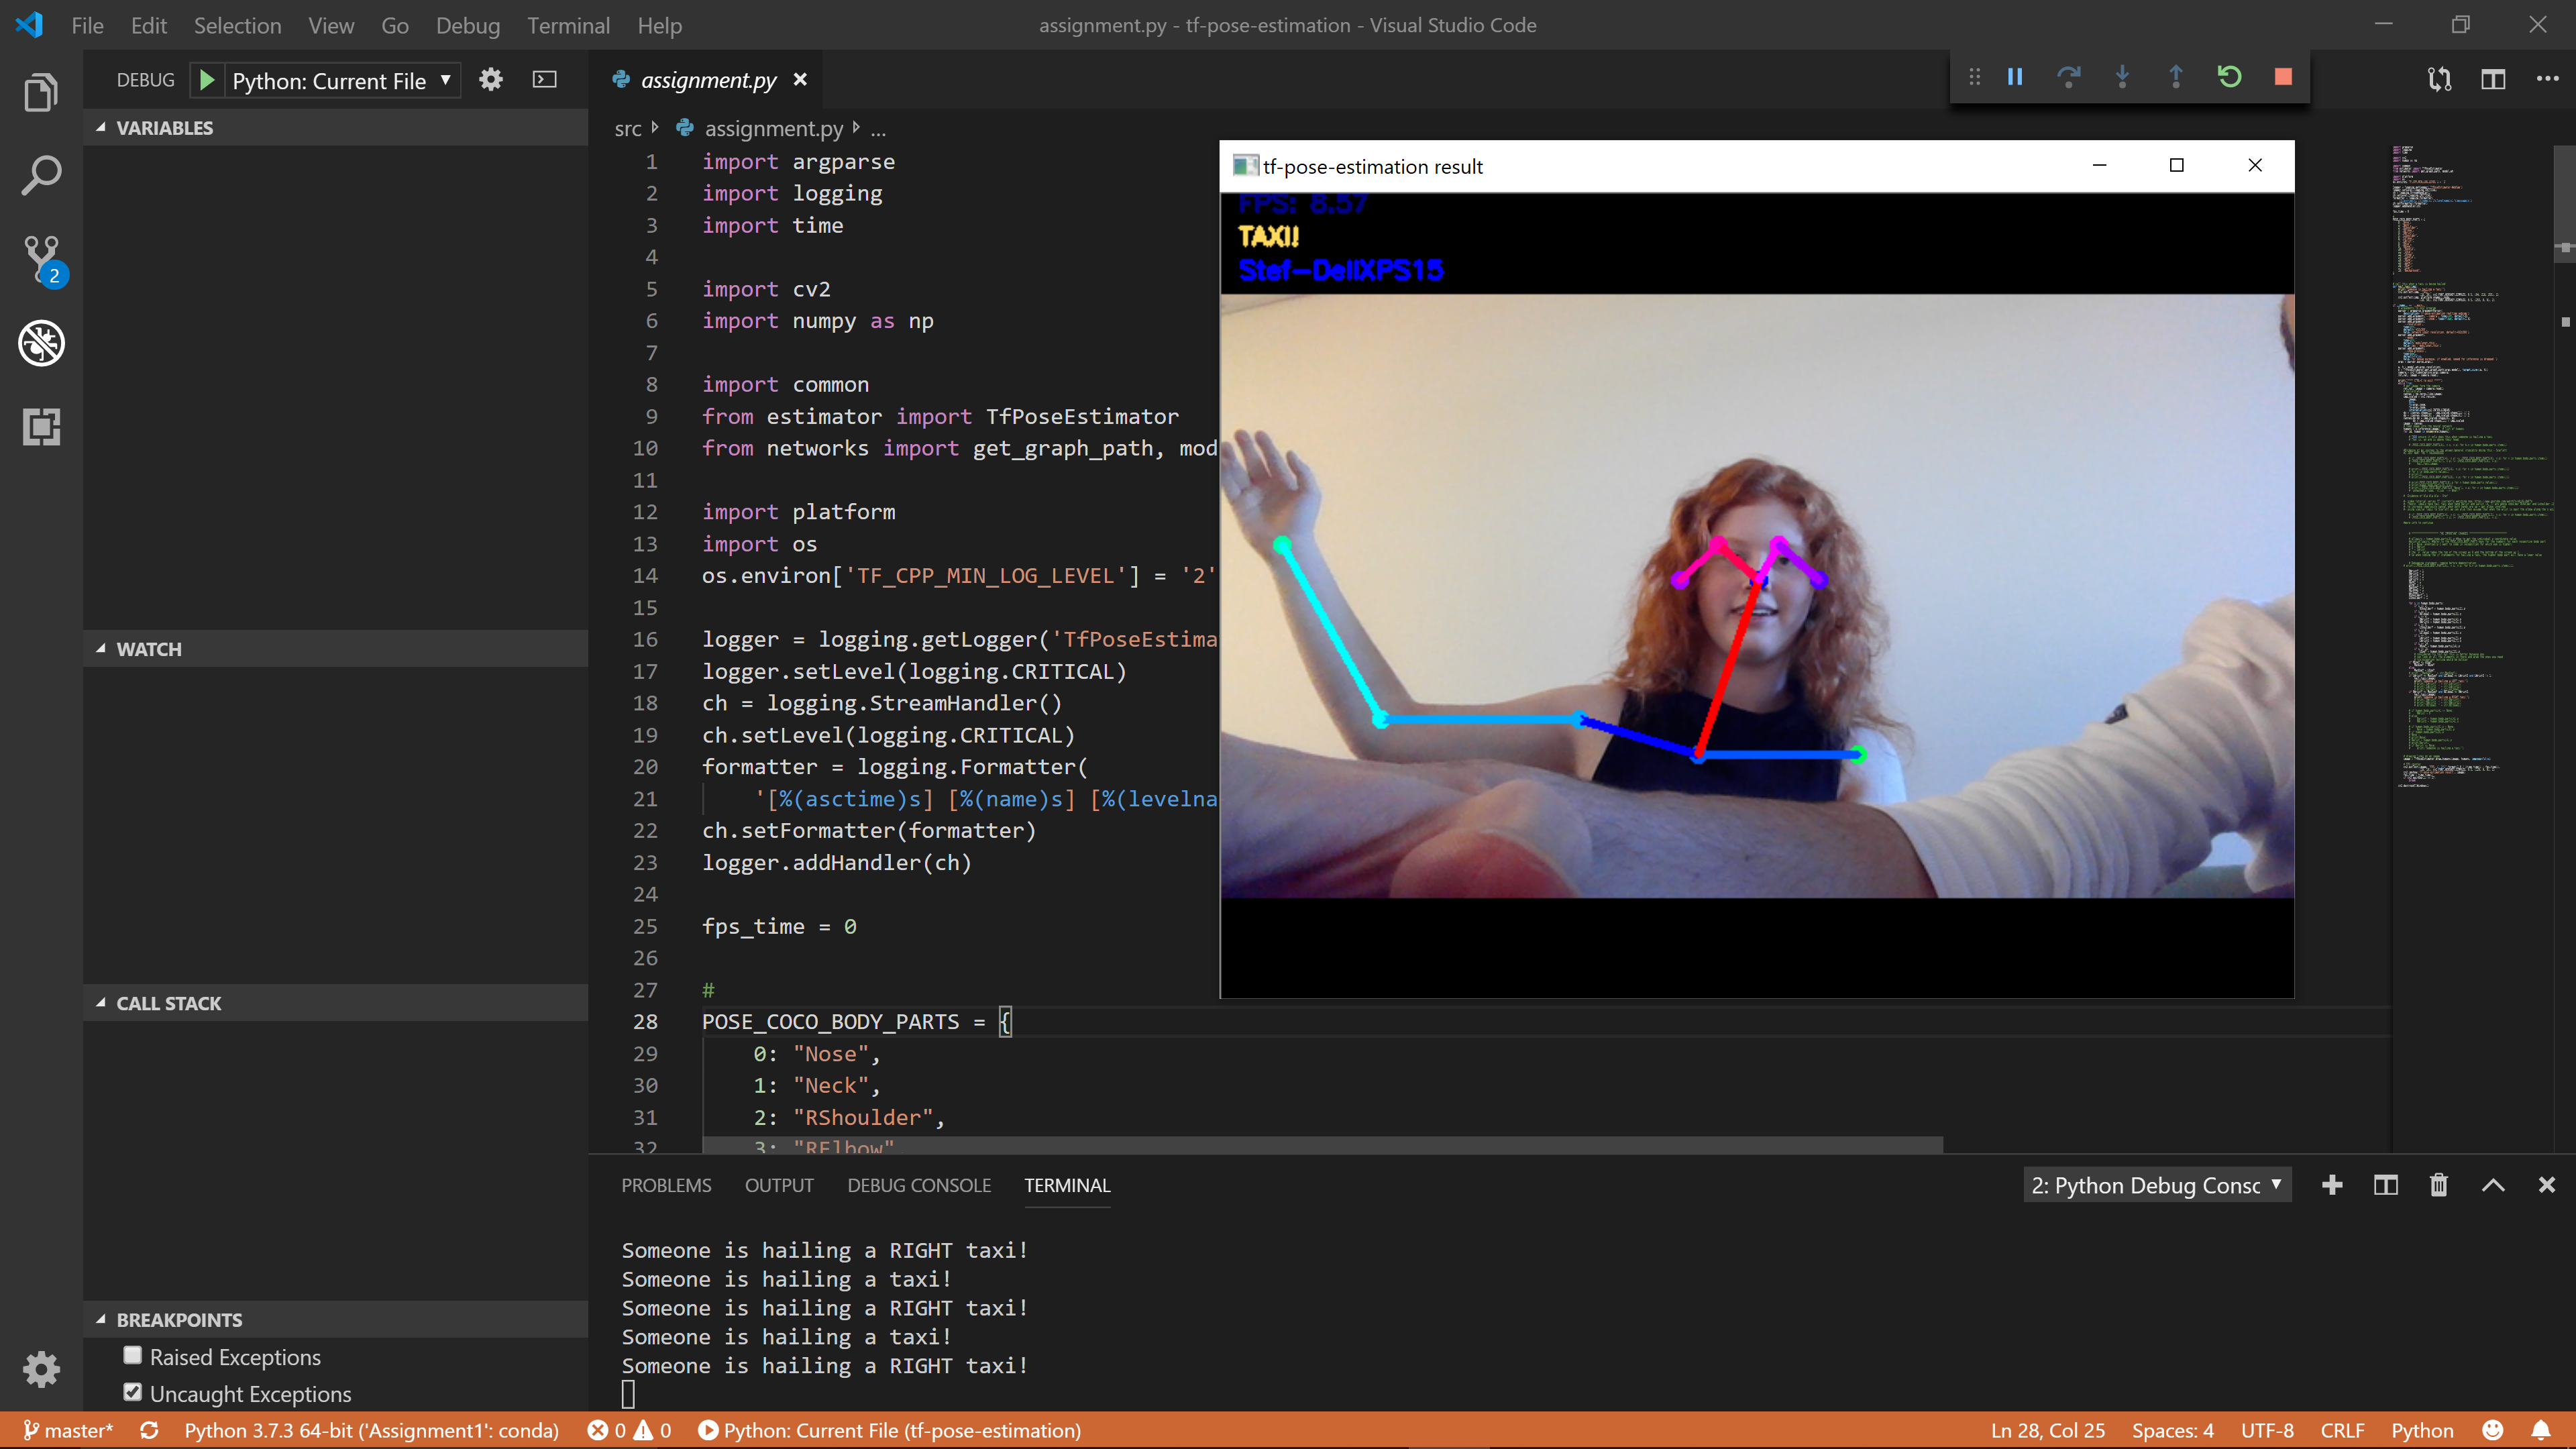 File Edit Selection View Go Debug Terminal Help
assignment.py - tf-pose-estimation - Visual Studio Code
DEBUG Python: Current File
assignment.py
VARIABLES
src assignment.py ...
1 import argparse
2 import logging
3 import time
4
5 import cv2
6 import numpy as np
7
8 import common
9 from estimator import TfPoseEstimator
10 from networks import get_graph_path, mod
11
12 import platform
13 import os
14 os.environ['TF_CPP_MIN_LOG_LEVEL'] = '2'
15
16 logger = logging.getLogger('TfPoseEstima
17 logger.setLevel(logging.CRITICAL)
18 ch = logging.StreamHandler()
19 ch.setLevel(logging.CRITICAL)
20 formatter = logging.Formatter(
21 '[%(asctime)s] [%(name)s] [%(levelna
22 ch.setFormatter(formatter)
23 logger.addHandler(ch)
24
25 fps_time = 0
26
27 #
28 POSE_COCO_BODY_PARTS = {
29 0: "Nose",
30 1: "Neck",
31 2: "RShoulder",
32 3: "RElbow"
tf-pose-estimation result
FPS: 8.57
TAXI!
Stef-DellXPS15
2
WATCH
CALL STACK
BREAKPOINTS
Raised Exceptions
Uncaught Exceptions
PROBLEMS OUTPUT DEBUG CONSOLE TERMINAL
2: Python Debug Consc
Someone is hailing a RIGHT taxi!
Someone is hailing a taxi!
Someone is hailing a RIGHT taxi!
Someone is hailing a taxi!
Someone is hailing a RIGHT taxi!
master* Python 3.7.3 64-bit ('Assignment1': conda) 0 0 Python: Current File (tf-pose-estimation) Ln 28, Col 25 Spaces: 4 UTF-8 CRLF Python